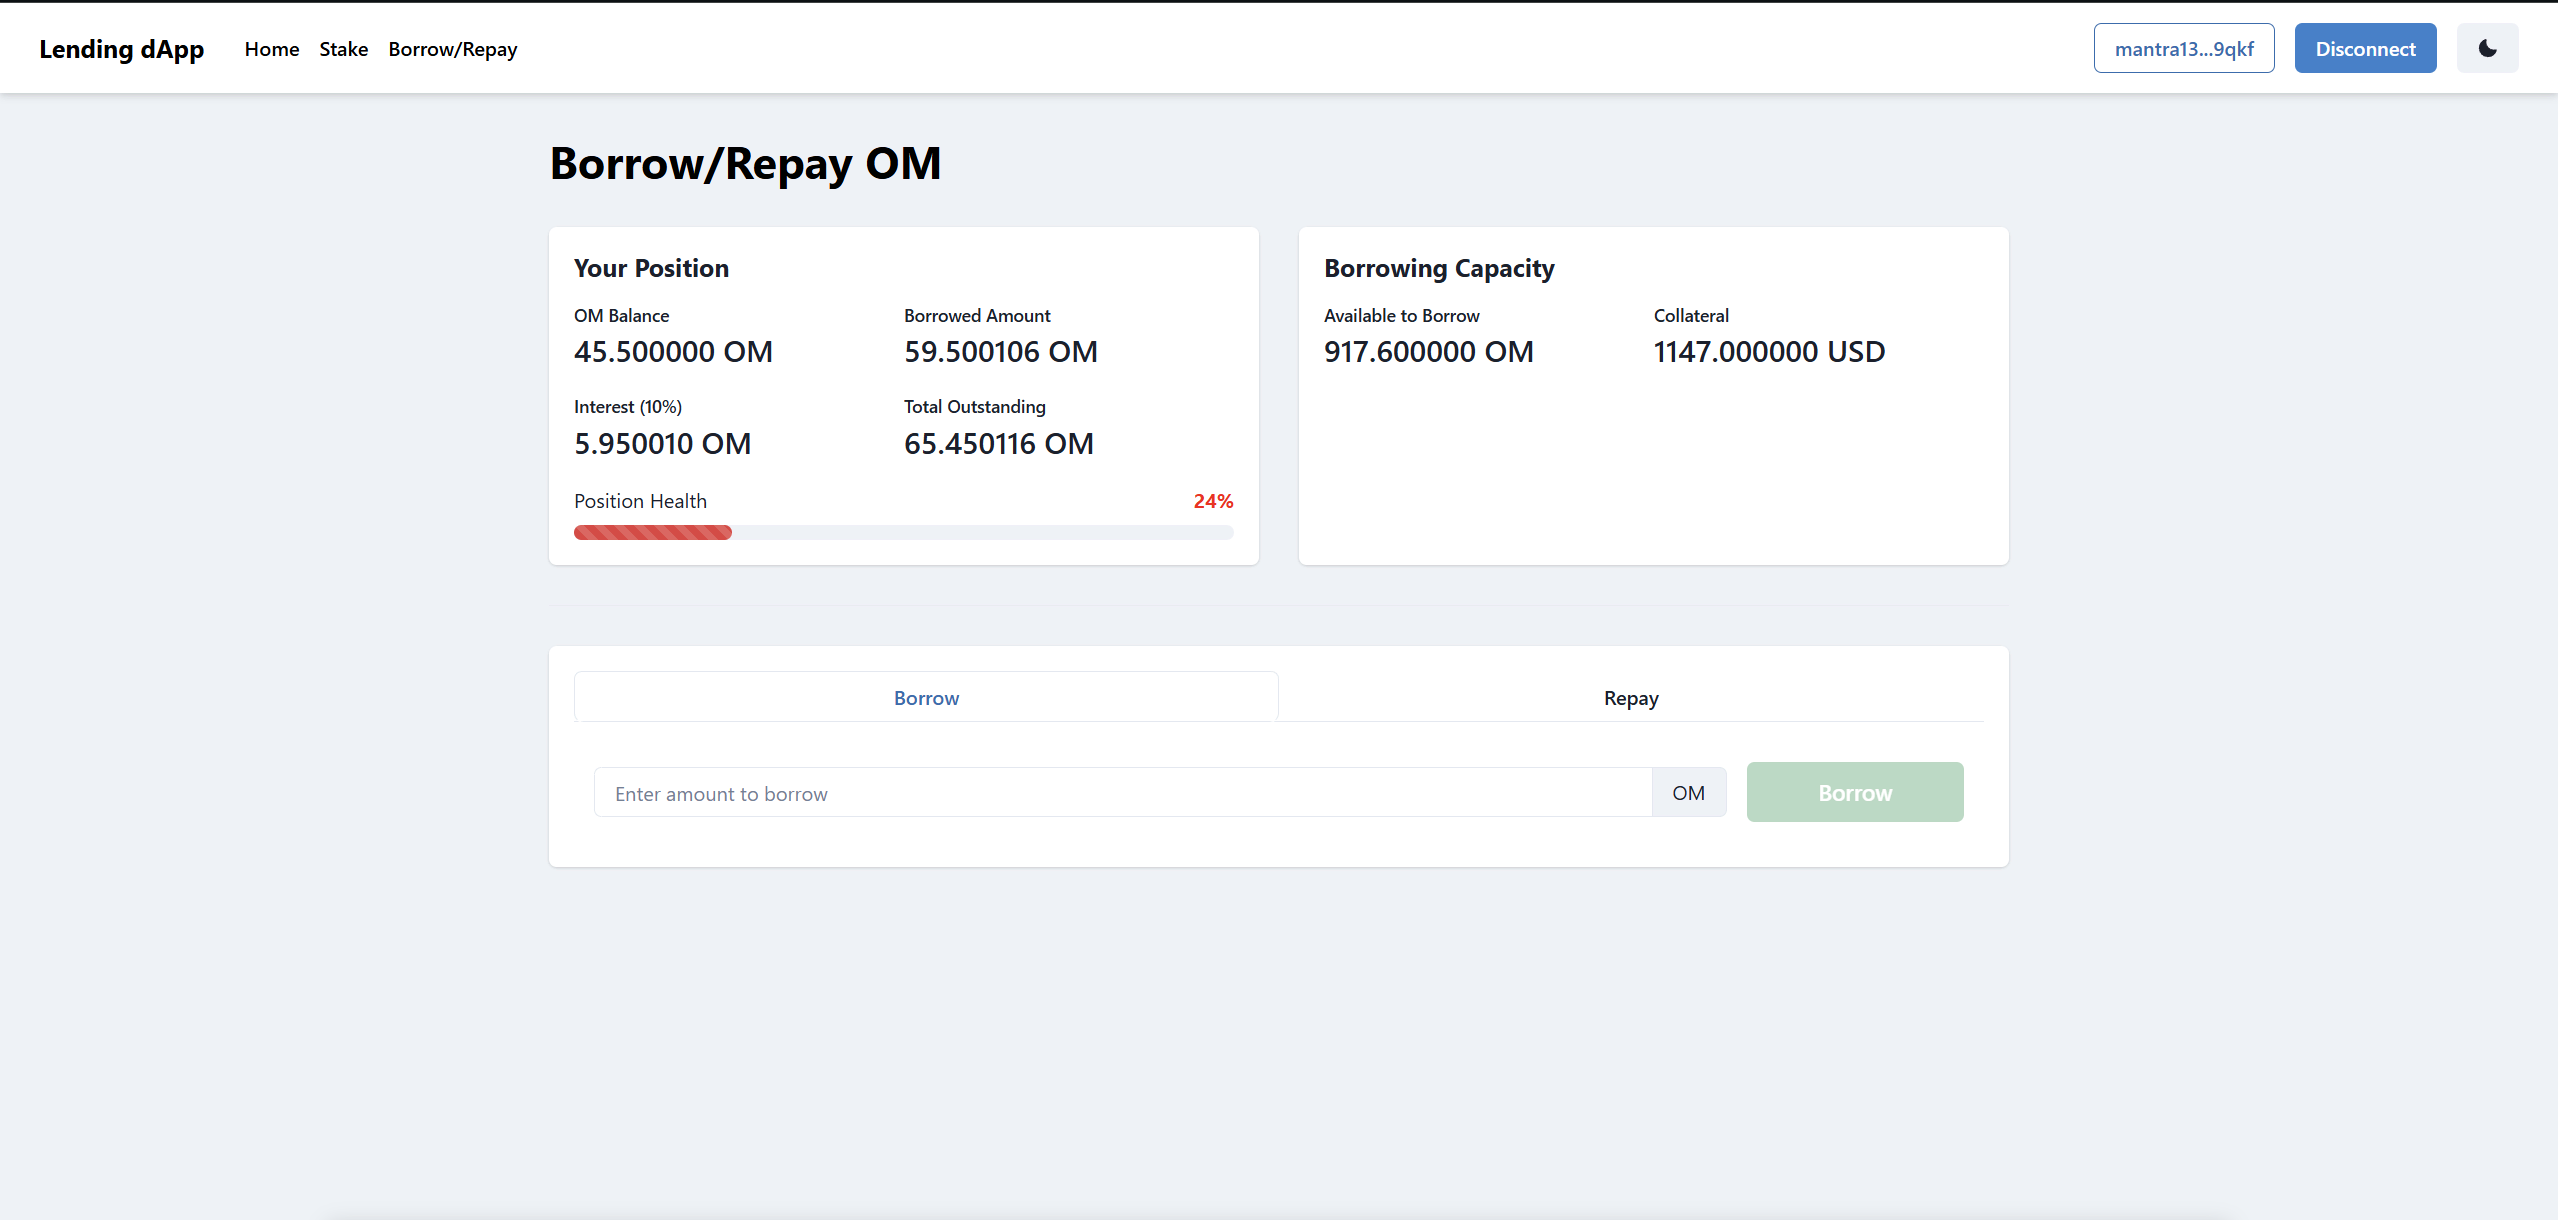 Lending dApp Home Stake Borrow/Repay mantra13...9qkf Disconnect
Borrow/Repay OM
Your Position
OM Balance Borrowed Amount
45.500000 OM 59.500106 OM
Interest (10%) Total Outstanding
5.950010 OM 65.450116 OM
Position Health 24%
Borrowing Capacity
Available to Borrow Collateral
917.600000 OM 1147.000000 USD
Borrow Repay
Enter amount to borrow OM Borrow